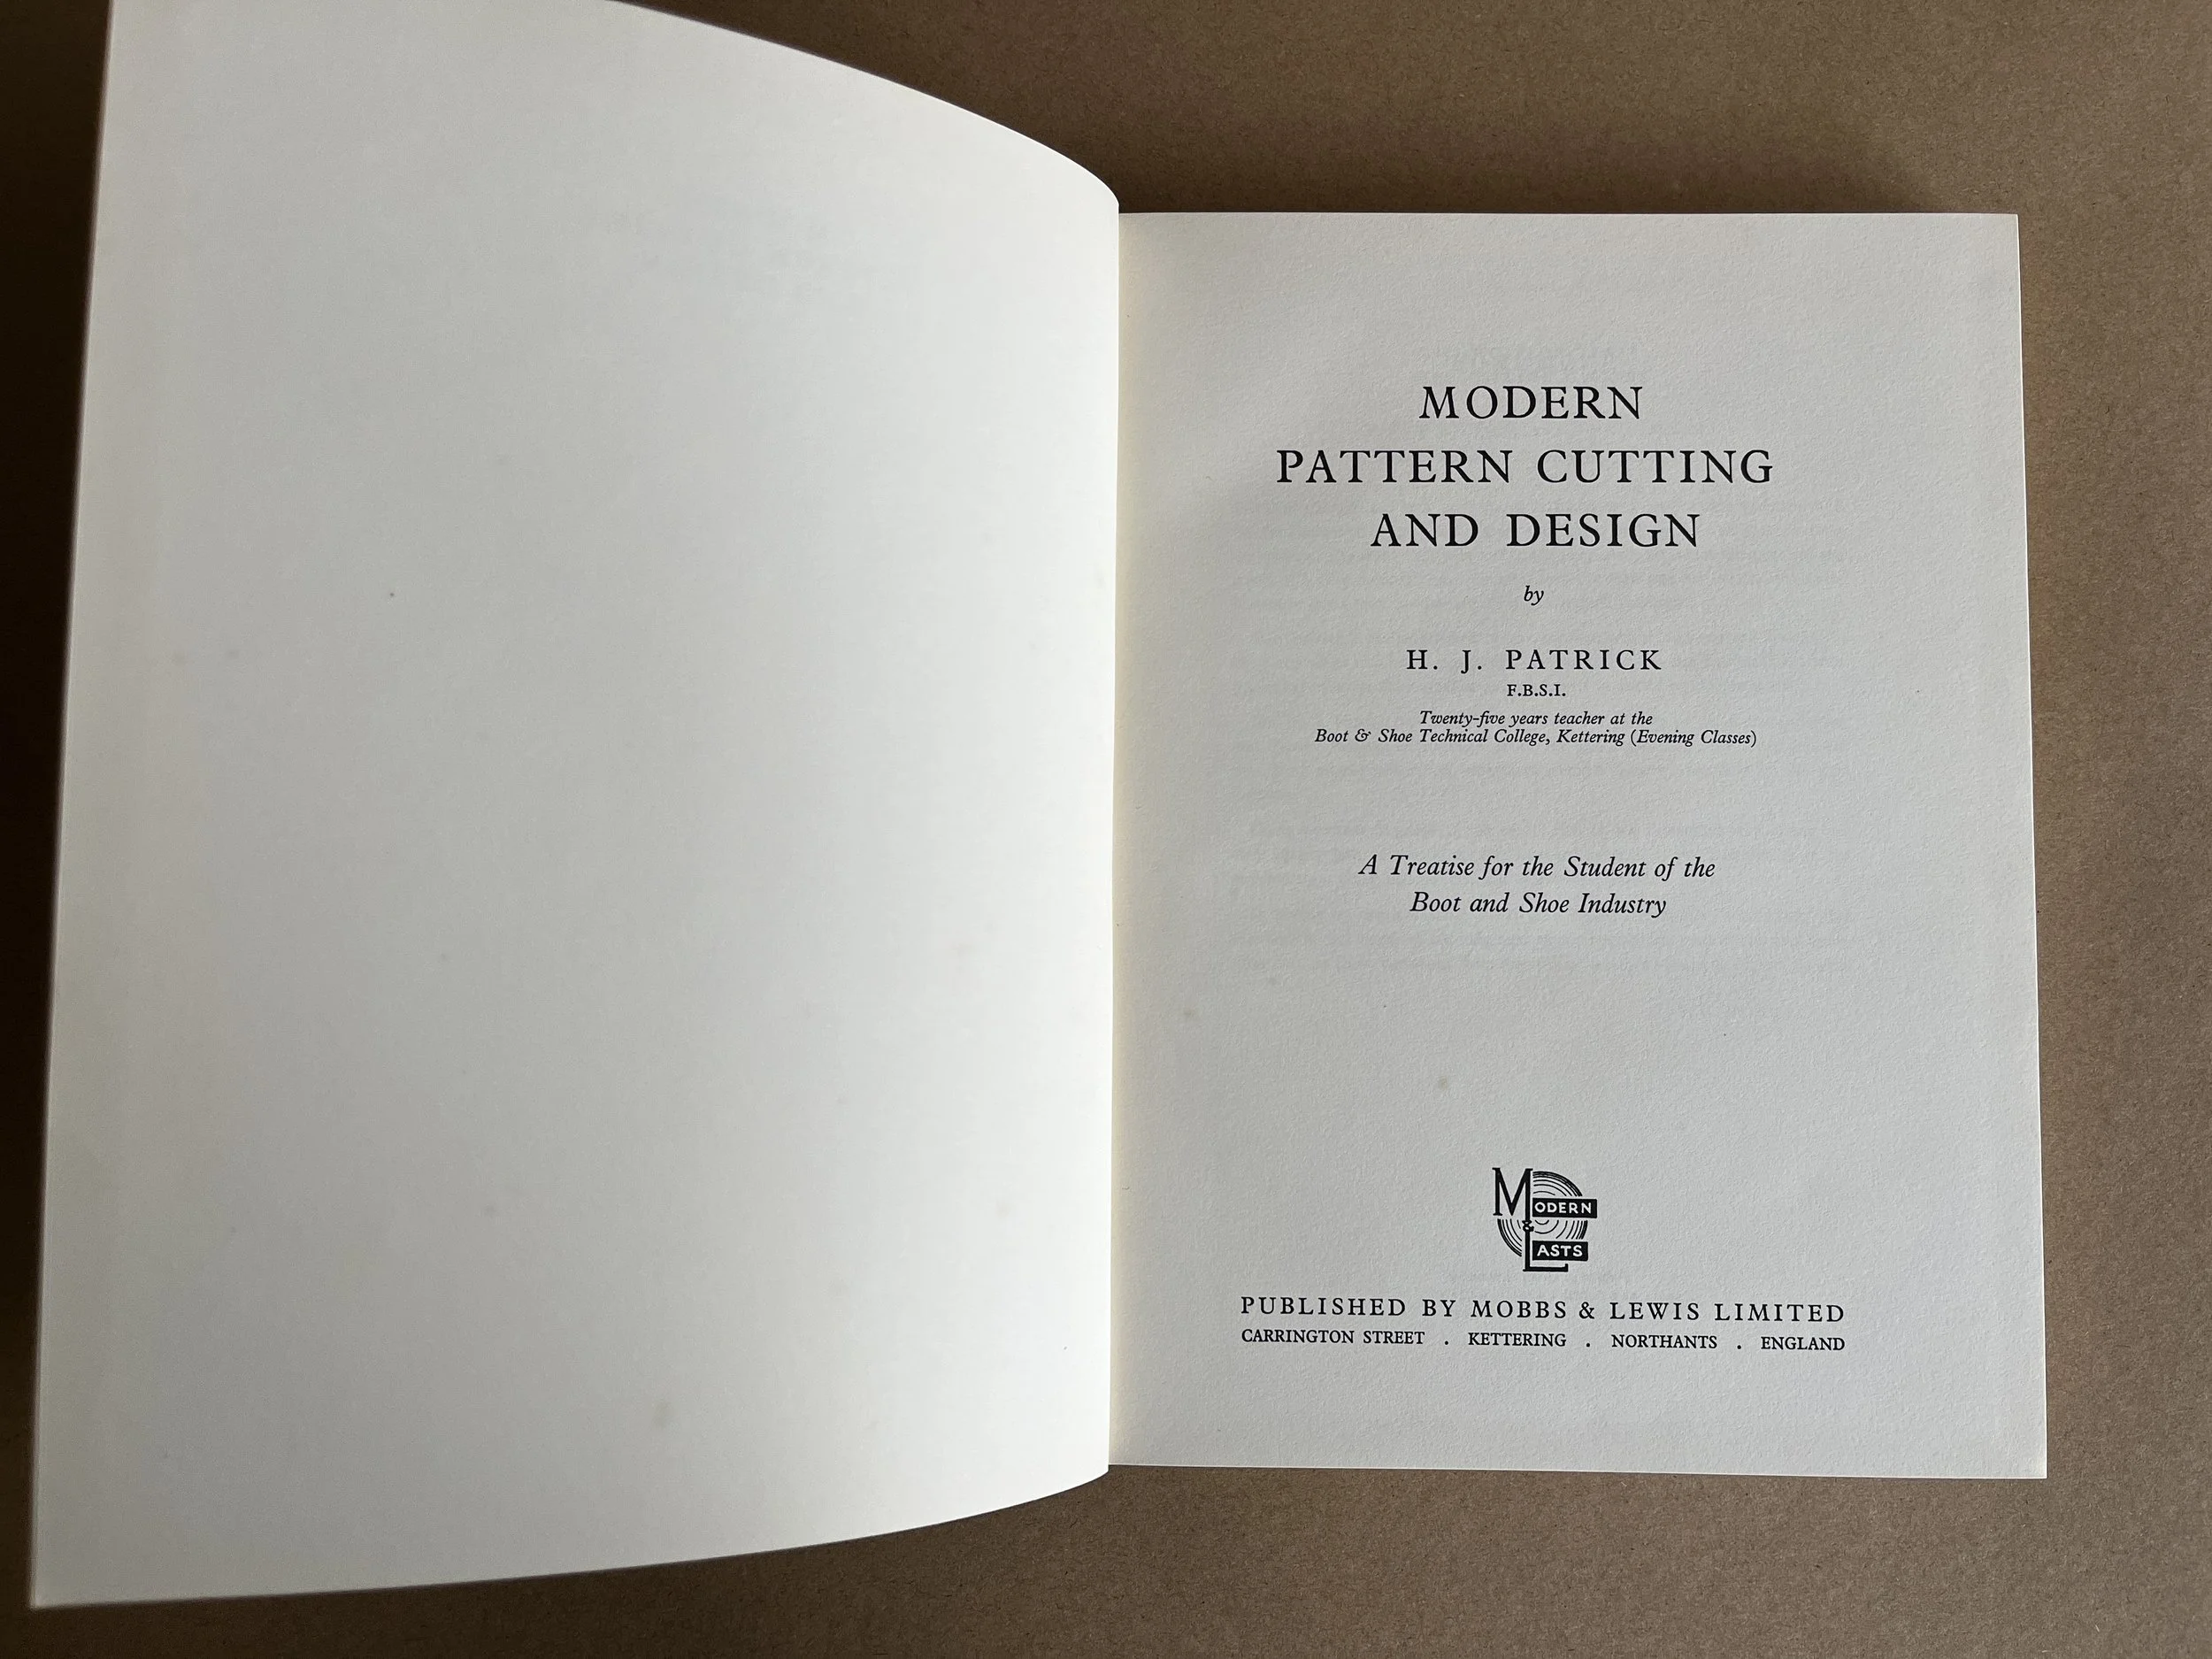 MODERN
PATTERN CUTTING
AND DESIGN
by
H. J. PATRICK
F.B.S.I.
Twenty-five years teacher at the
Boot & Shoe Technical College, Kettering (Evening Classes)
A Treatise for the Student of the
Boot and Shoe Industry
MODERN
&
LASTS
PUBLISHED BY MOBBS & LEWIS LIMITED
CARRINGTON STREET . KETTERING . NORTHANTS . ENGLAND